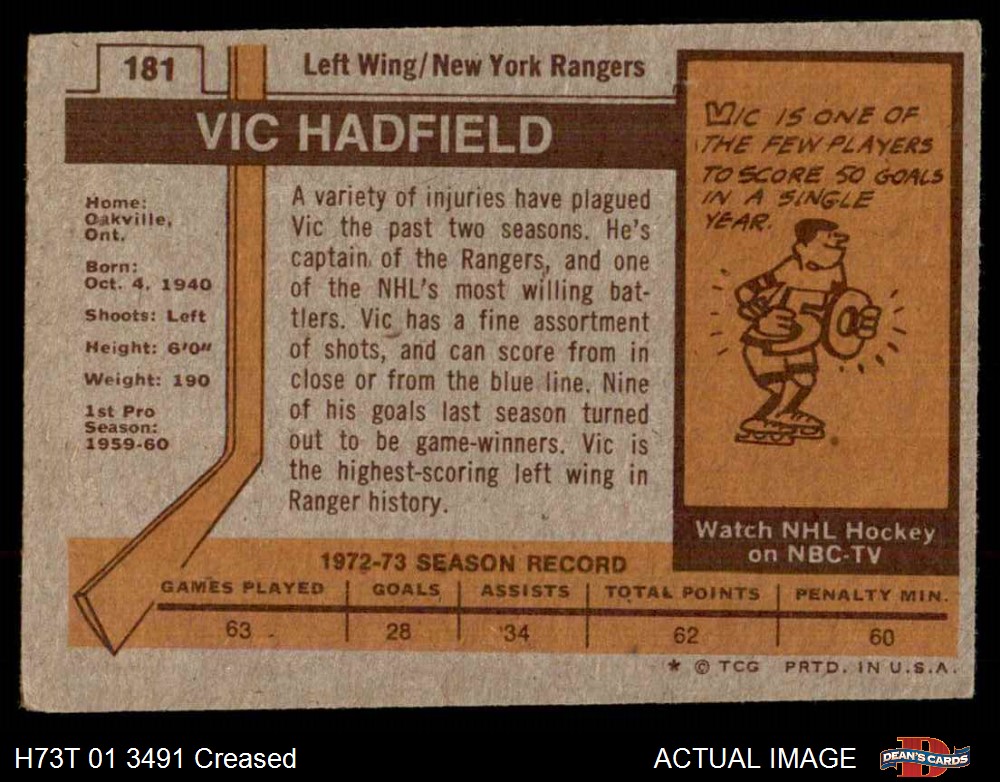 181
Left Wing/New York Rangers
VIC HADFIELD
Home:
Oakville,
Ont.
Born:
Oct. 4, 1940
Shoots: Left
Height: 6'0"
Weight: 190
1st Pro
Season:
1959-60
A variety of injuries have plagued
Vic the past two seasons. He's
captain of the Rangers, and one
of the NHL's most willing bat-
tlers. Vic has a fine assortment
of shots, and can score from in
close or from the blue line. Nine
of his goals last season turned
out to be game-winners. Vic is
the highest-scoring left wing in
Ranger history.
VIC IS ONE OF
THE FEW PLAYERS
TO SCORE 50 GOALS
IN A SINGLE
YEAR.
50
Watch NHL Hockey
on NBC-TV
1972-73 SEASON RECORD
GAMES PLAYED GOALS ASSISTS TOTAL POINTS PENALTY MIN.
63 28 34 62 60
* © TCG PRTD. IN U.S.A.
H73T 01 3491 Creased
ACTUAL IMAGE
D
DEAN'S CARDS